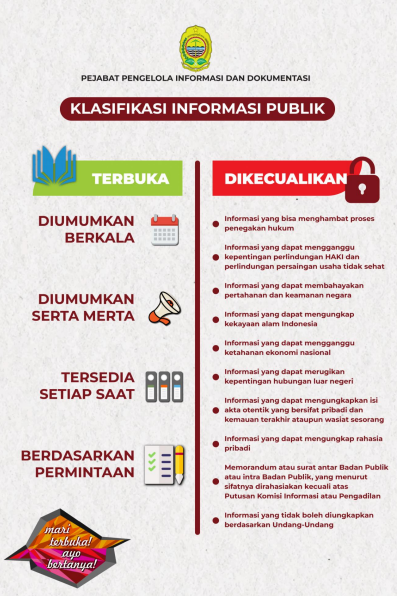 PEJABAT PENGELOLA INFORMASI DAN DOKUMENTASI
KLASIFIKASI INFORMASI PUBLIK
TERBUKA
DIUMUMKAN
BERKALA
DIUMUMKAN
SERTA MERTA
TERSEDIA
SETIAP SAAT
BERDASARKAN
PERMINTAAN
mari
terbuka!
ayo
bertanya!
DIKECUALIKAN
Informasi yang bisa menghambat proses
penegakan hukum
Informasi yang dapat mengganggu
kepentingan perlindungan HAKI dan
perlindungan persaingan usaha tidak sehat
Informasi yang dapat membahayakan
pertahanan dan keamanan negara
Informasi yang dapat mengungkap
kekayaan alam Indonesia
Informasi yang dapat mengganggu
ketahanan ekonomi nasional
Informasi yang dapat merugikan
kepentingan hubungan luar negeri
Informasi yang dapat mengungkapkan isi
akta otentik yang bersifat pribadi dan
kemauan terakhir ataupun wasiat sesorang
Informasi yang dapat mengungkap rahasia
pribadi
Memorandum atau surat antar Badan Publik
atau intra Badan Publik, yang menurut
sifatnya dirahasiakan kecuali atas
Putusan Komisi Informasi atau Pengadilan
Informasi yang tidak boleh diungkapkan
berdasarkan Undang-Undang